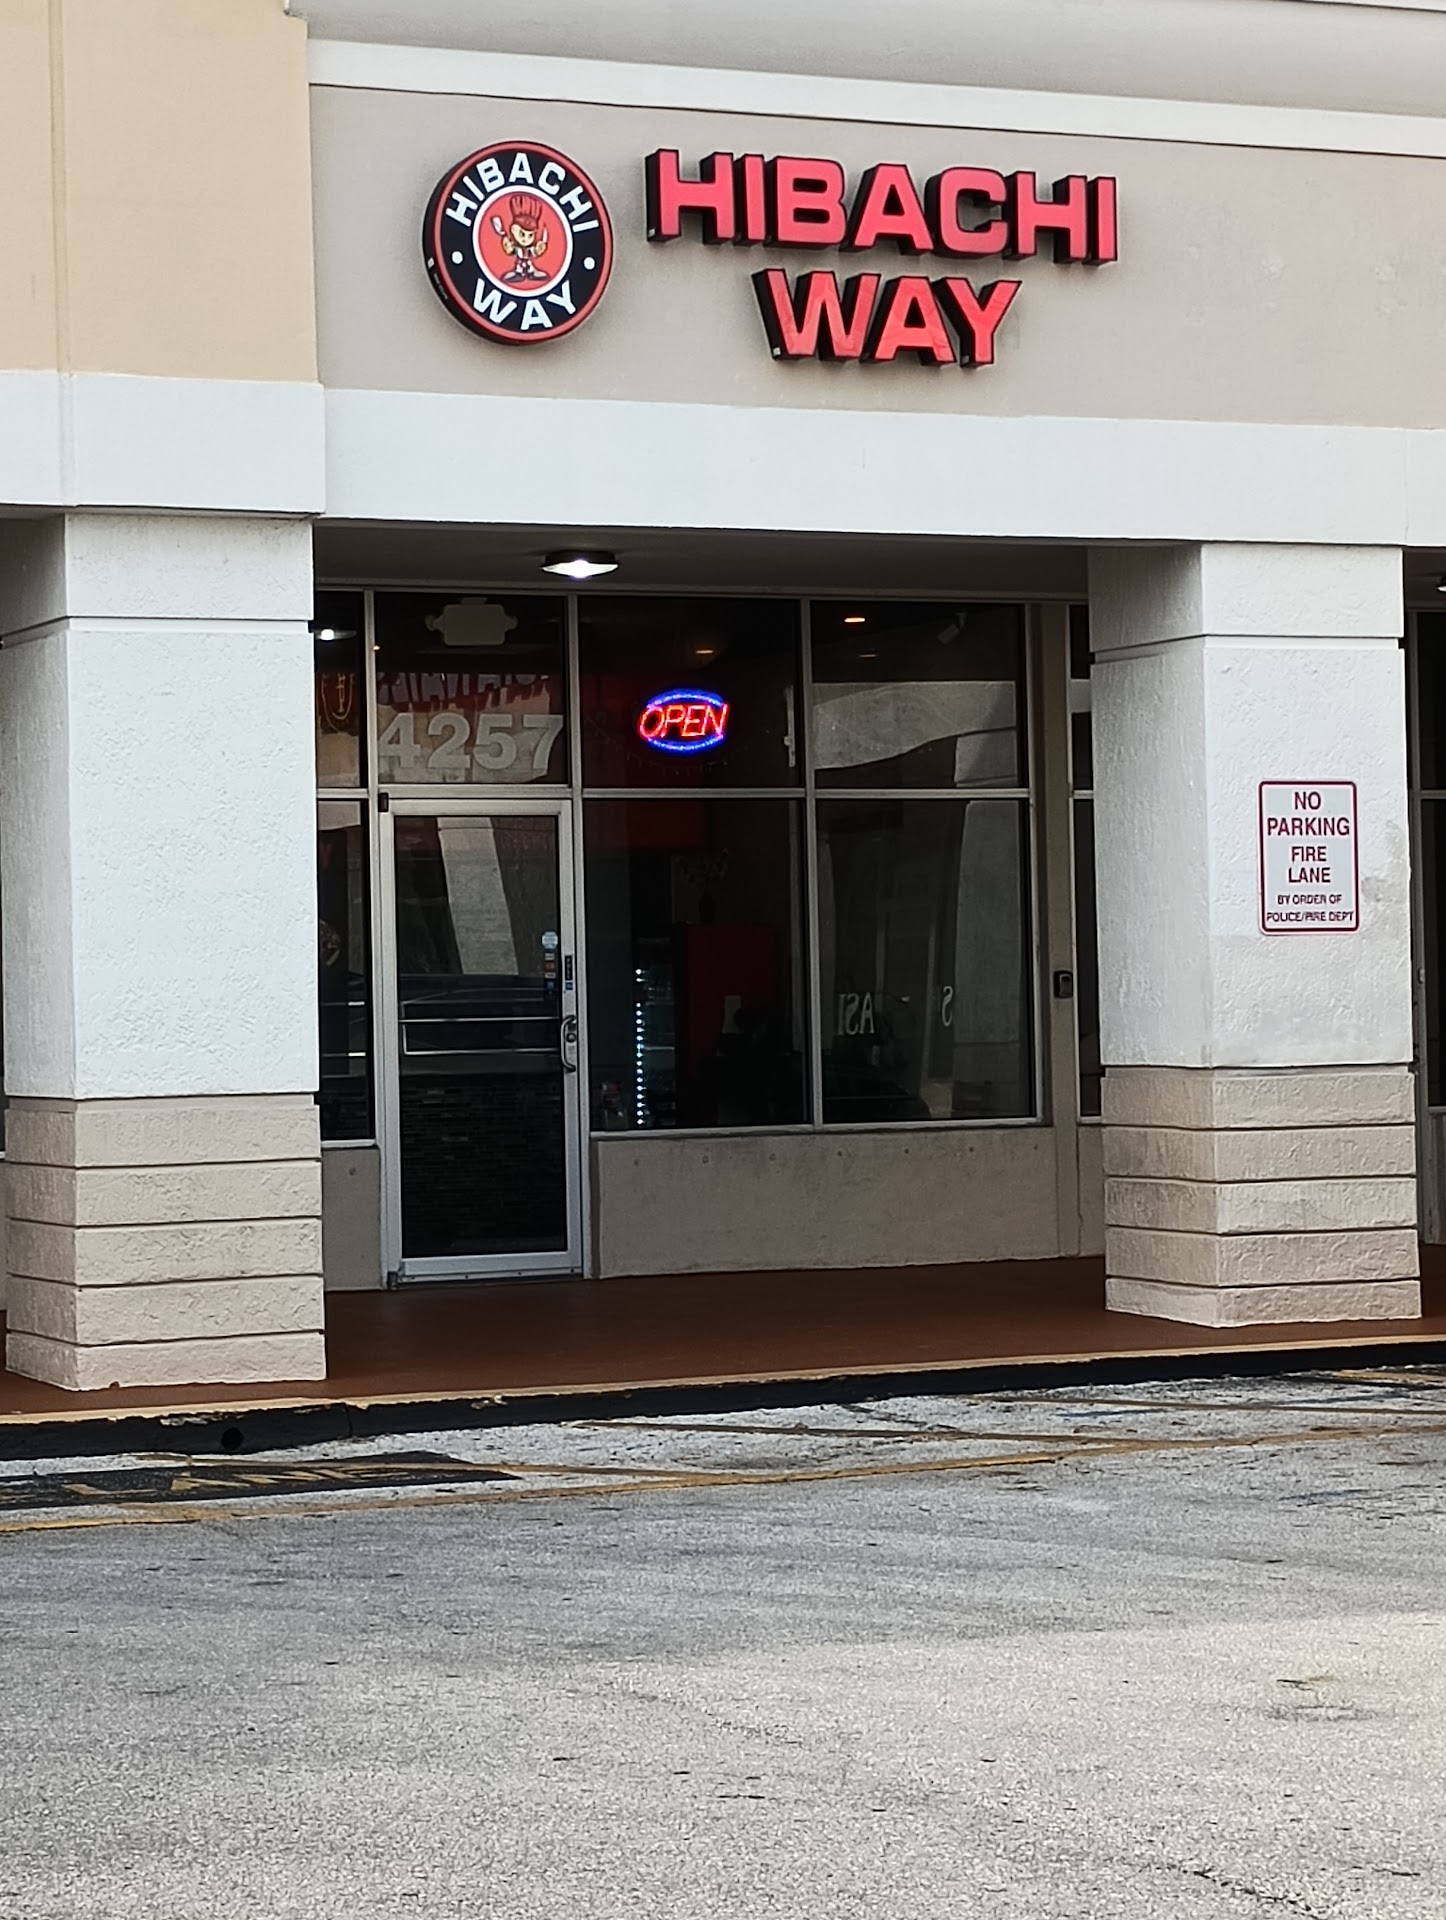 HIBACHI
WAY
HIBACHI
WAY
4257
OPEN
NO
PARKING
FIRE
LANE
BY ORDER OF
POLICE/FIRE DEPT